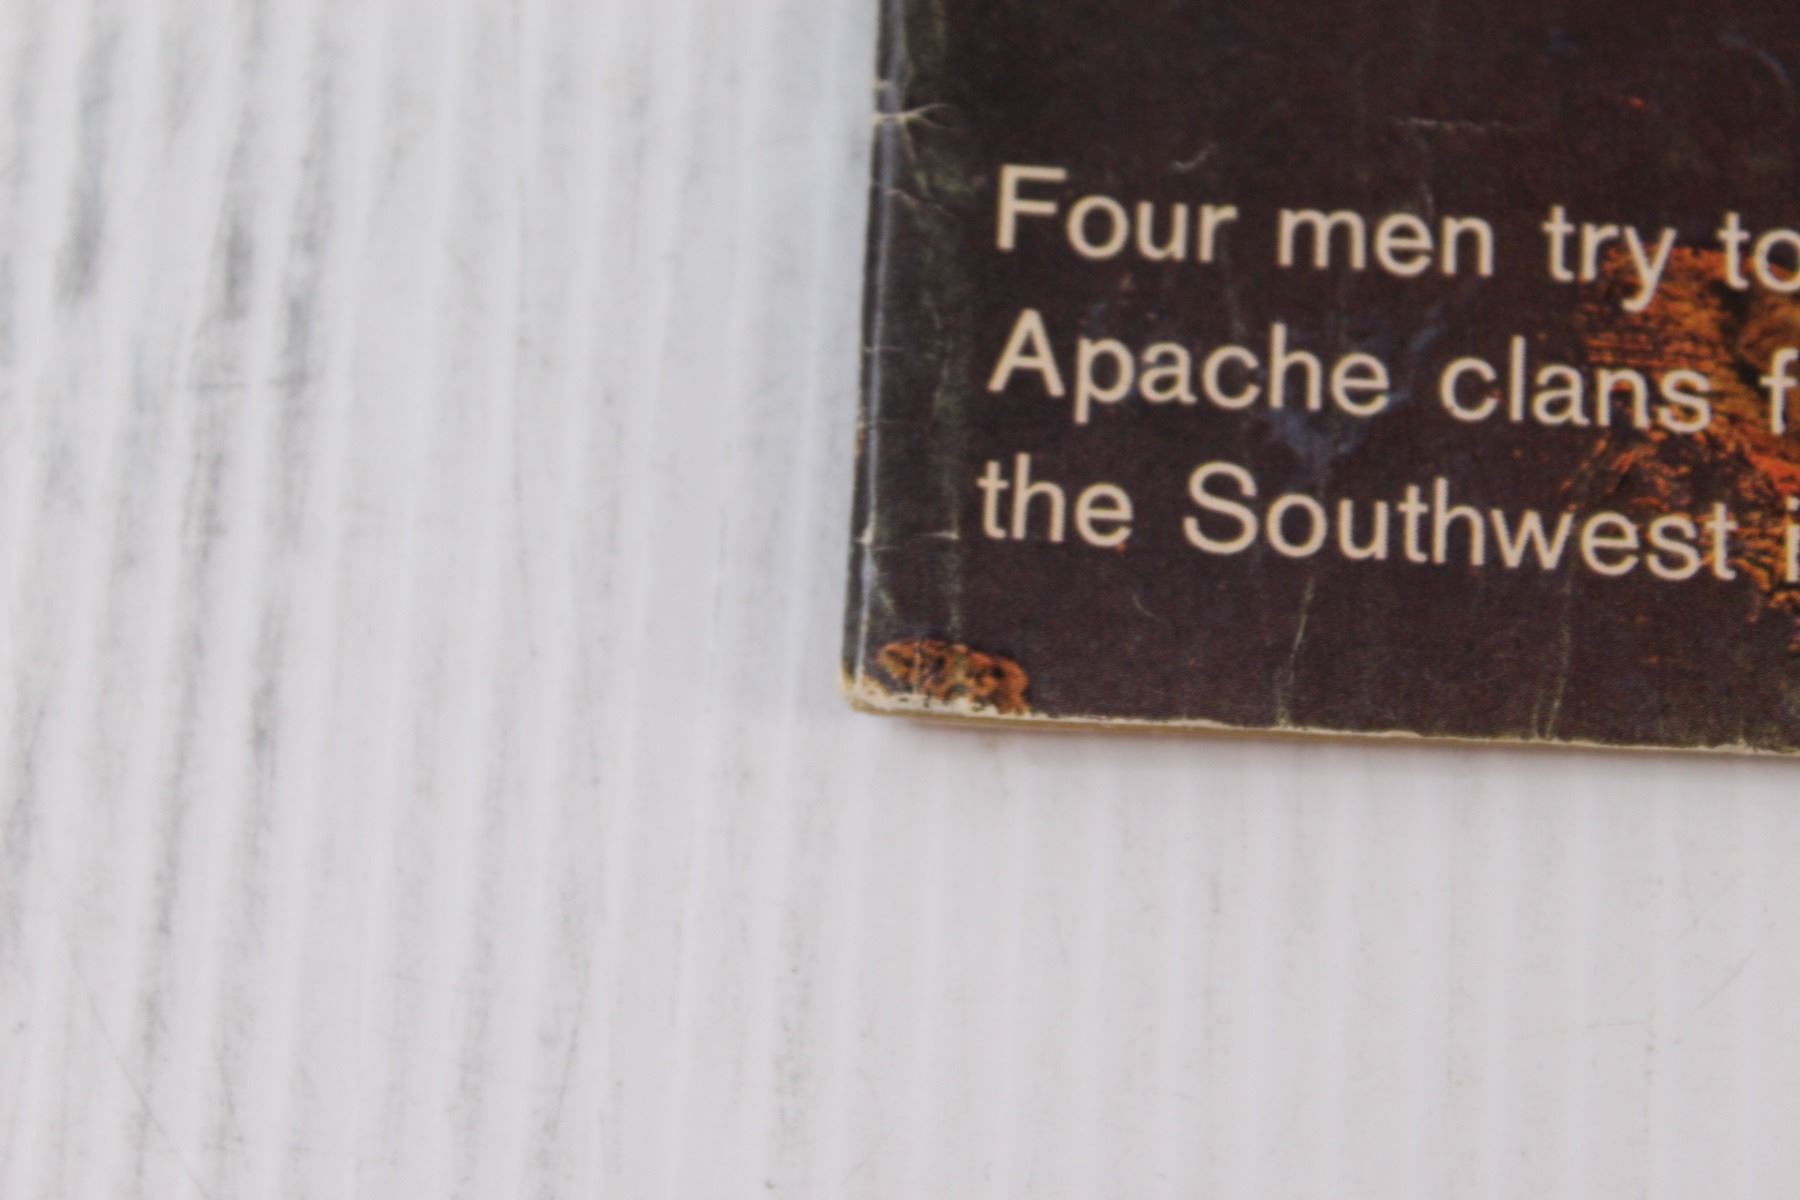 Four men try to
Apache clans f
the Southwest i